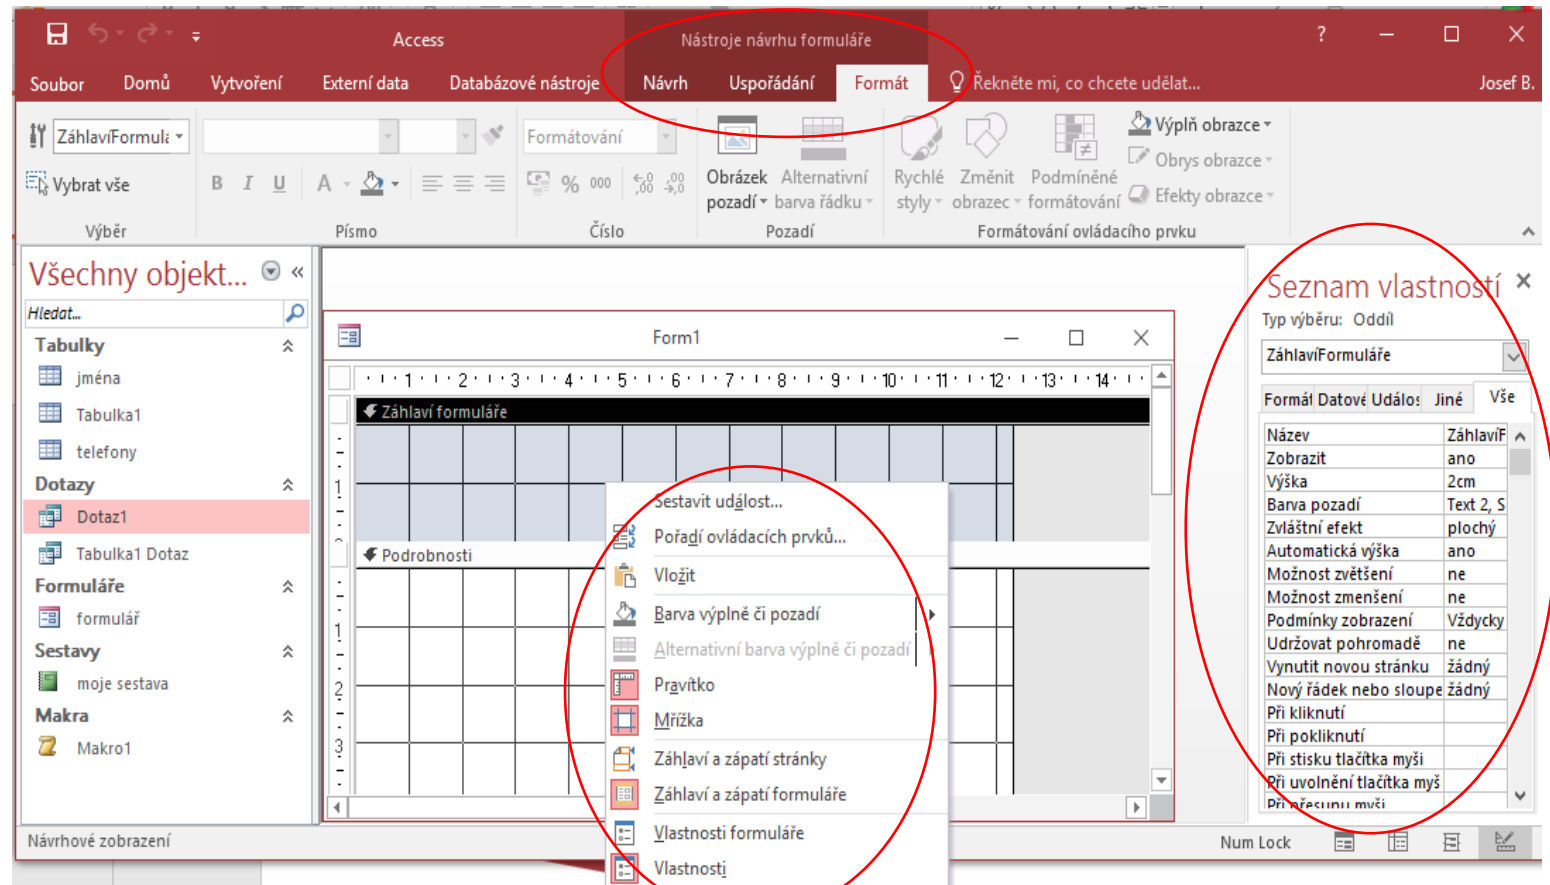 Access
Nástroje návrhu formuláře
?
Soubor Domů Vytvoření Externí data Databázové nástroje Návrh Uspořádání Formát Řekněte mi, co chcete udělat... Josef B.
ZáhlavíFormulá
Vybrat vše
Výběr
B I U A
Písmo
Formátování
% 000
Číslo
Obrázek pozadí
Alternativní barva řádku
Pozadí
Rychlé styly
Změnit obrazec
Podmíněné formátování
Výplň obrazce
Obrys obrazce
Efekty obrazce
Formátování ovládacího prvku
Všechny objekt...
Hledat...
Tabulky
jména
Tabulka1
telefony
Dotazy
Dotaz1
Tabulka1 Dotaz
Formuláře
formulář
Sestavy
moje sestava
Makra
Makro1
Form1
1 2 3 4 5 6 7 8 9 10 11 12 13 14
Záhlaví formuláře
1
Podrobnosti
1
2
3
Sestavit událost...
Pořadí ovládacích prvků...
Vložit
Barva výplně či pozadí
Alternativní barva výplně či pozadí
Pravítko
Mřížka
Záhlaví a zápatí stránky
Záhlaví a zápatí formuláře
Vlastnosti formuláře
Vlastnosti
Seznam vlastností
Typ výběru: Oddíl
ZáhlavíFormuláře
Formát Datové Událos Jiné Vše
Název ZáhlavíF
Zobrazit ano
Výška 2cm
Barva pozadí Text 2, S
Zvláštní efekt plochý
Automatická výška ano
Možnost zvětšení ne
Možnost zmenšení ne
Podmínky zobrazení Vždycky
Udržovat pohromadě ne
Vynutit novou stránku žádný
Nový řádek nebo sloupe žádný
Při kliknutí
Při pokliknutí
Při stisku tlačítka myši
Při uvolnění tlačítka myš
Při přesunu myši
Návrhové zobrazení
Num Lock